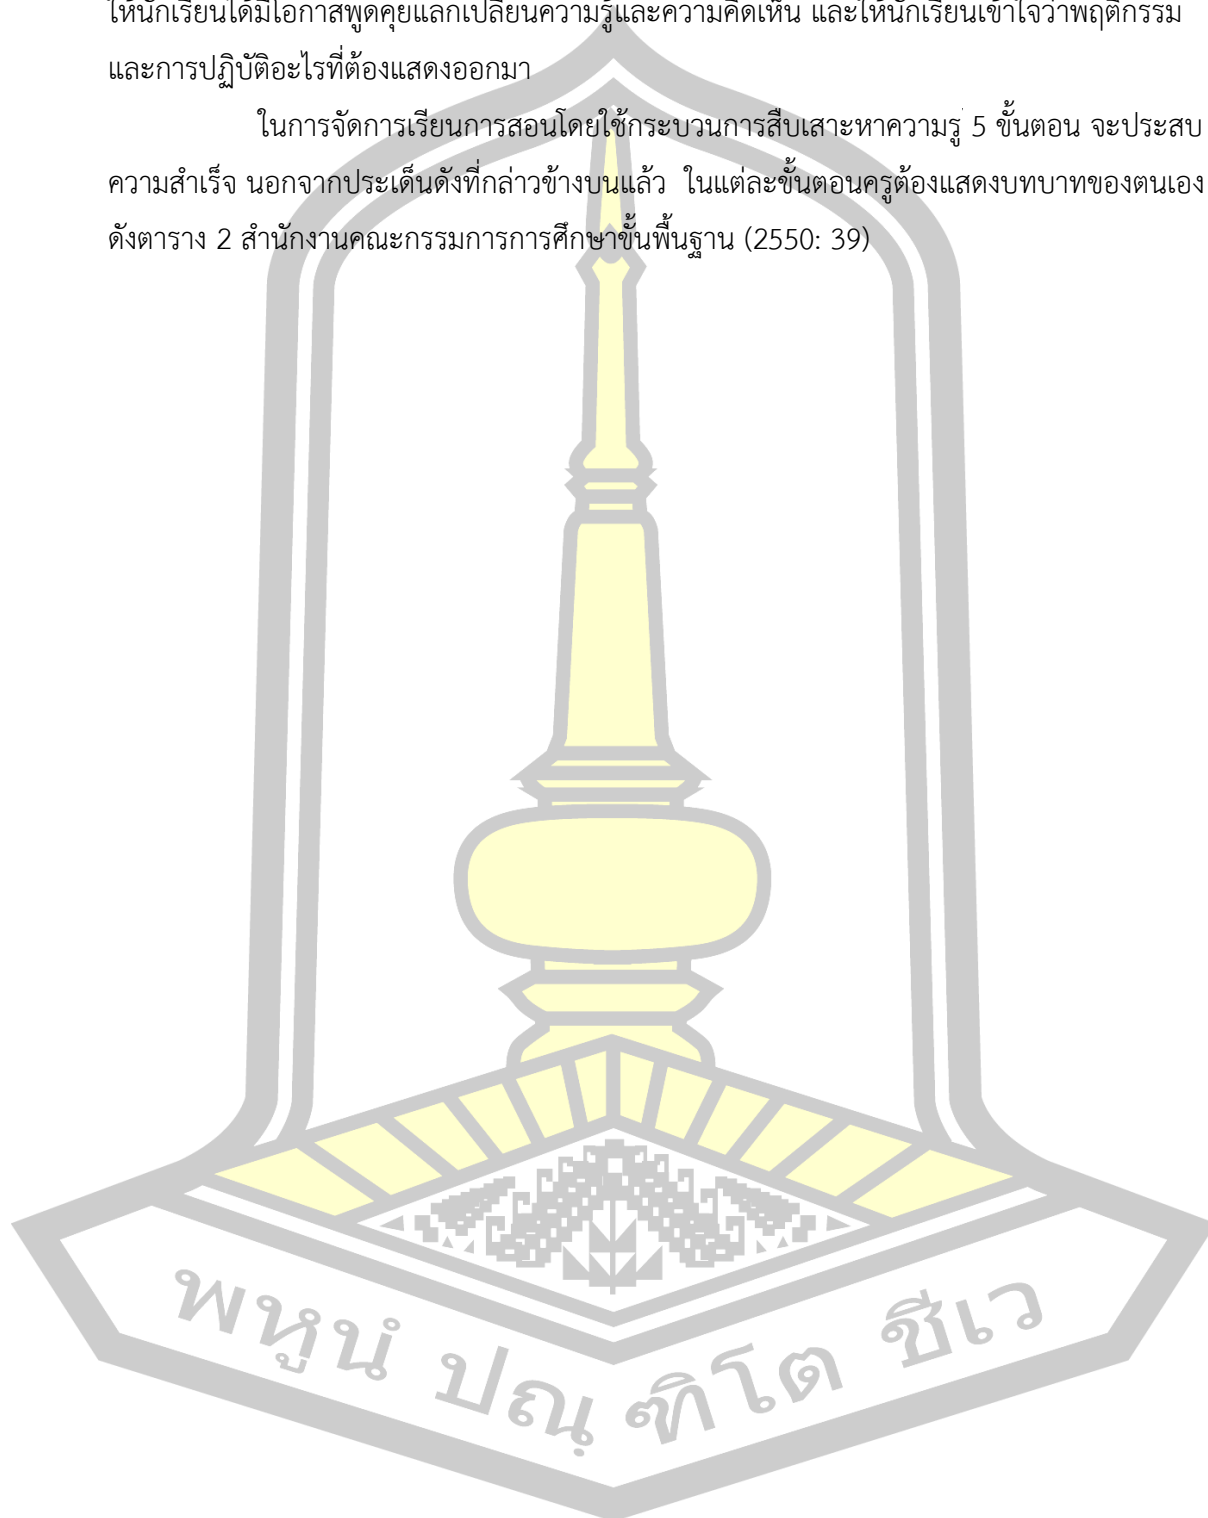 ให้นักเรียนได้มีโอกาสพูดคุยแลกเปลี่ยนความรู้และความคิดเห็น และให้นักเรียนเข้าใจว่าพฤติกรรม
และการปฏิบัติอะไรที่ต้องแสดงออกมา
ในการจัดการเรียนการสอนโดยใช้กระบวนการสืบเสาะหาความรู้ 5 ขั้นตอน จะประสบ
ความสำเร็จ นอกจากประเด็นดังที่กล่าวข้างบนแล้ว ในแต่ละขั้นตอนครูต้องแสดงบทบาทของตนเอง
ดังตาราง 2 สำนักงานคณะกรรมการการศึกษาขั้นพื้นฐาน (2550: 39)
พหูนํ ปณฺฑิโต ชีเว